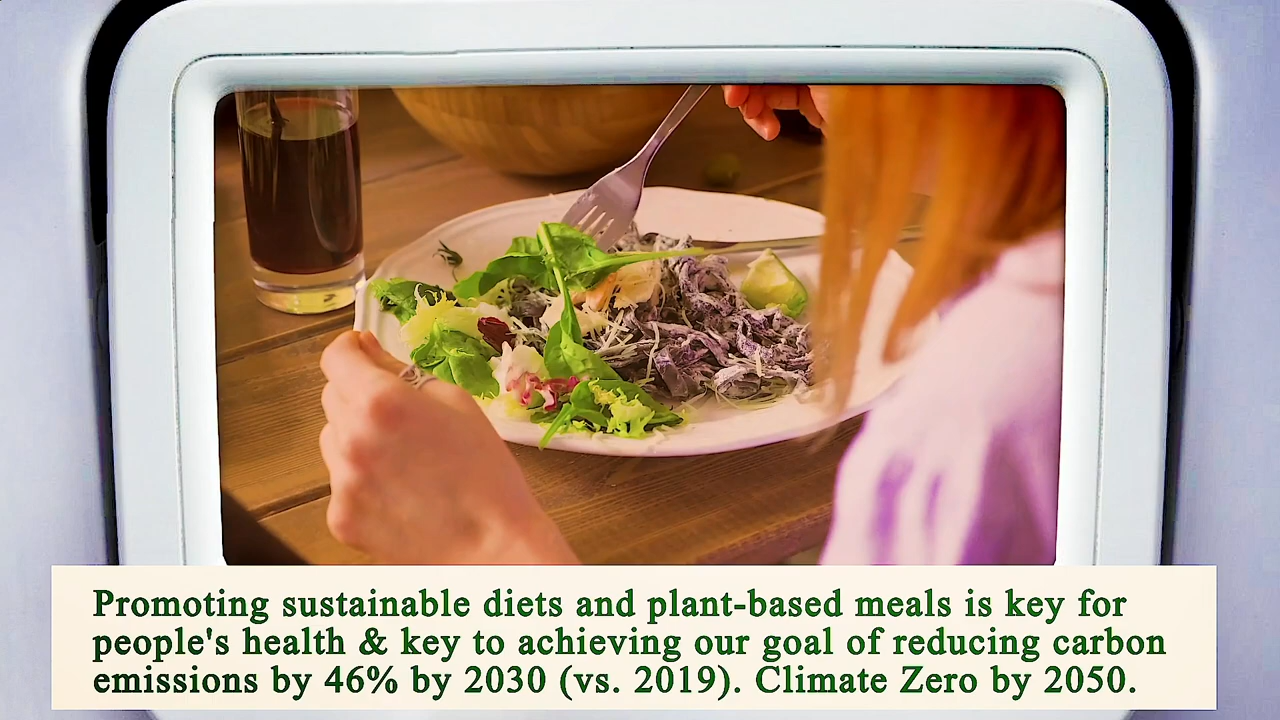 Promoting sustainable diets and plant-based meals is key for
people's health & key to achieving our goal of reducing carbon
emissions by 46% by 2030 (vs. 2019). Climate Zero by 2050.